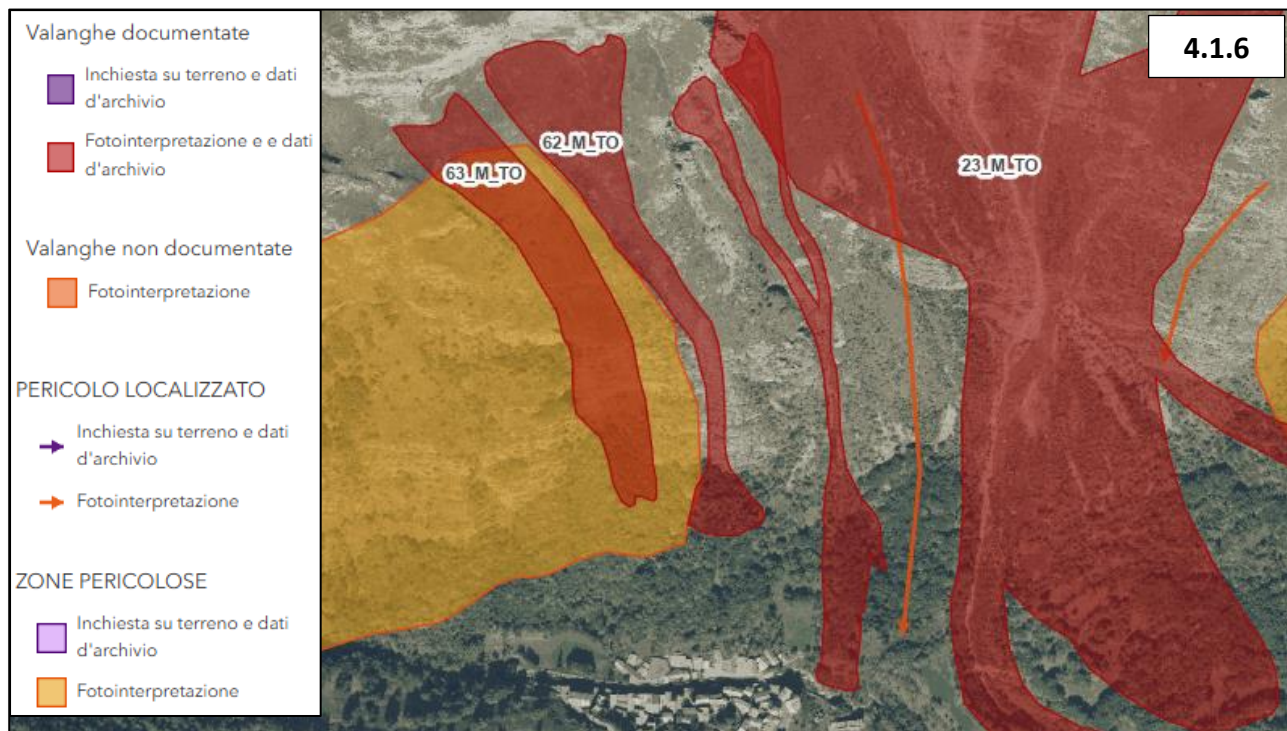 Valanghe documentate
Inchiesta su terreno e dati
d'archivio
Fotointerpretazione e e dati
d'archivio
Valanghe non documentate
Fotointerpretazione
PERICOLO LOCALIZZATO
Inchiesta su terreno e dati
d'archivio
Fotointerpretazione
ZONE PERICOLOSE
Inchiesta su terreno e dati
d'archivio
Fotointerpretazione
4.1.6
62_M_TO
63_M_TO
23_M_TO